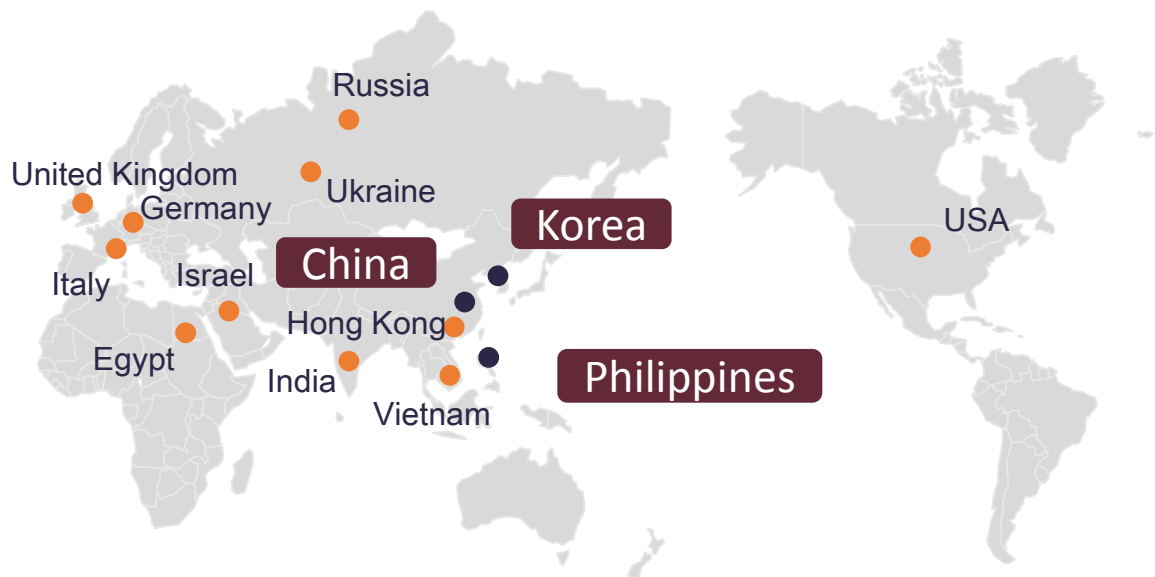 Russia
United Kingdom
Ukraine
Germany
Korea
USA
China
Italy
Israel
Hong Kong
Egypt
India
Philippines
Vietnam